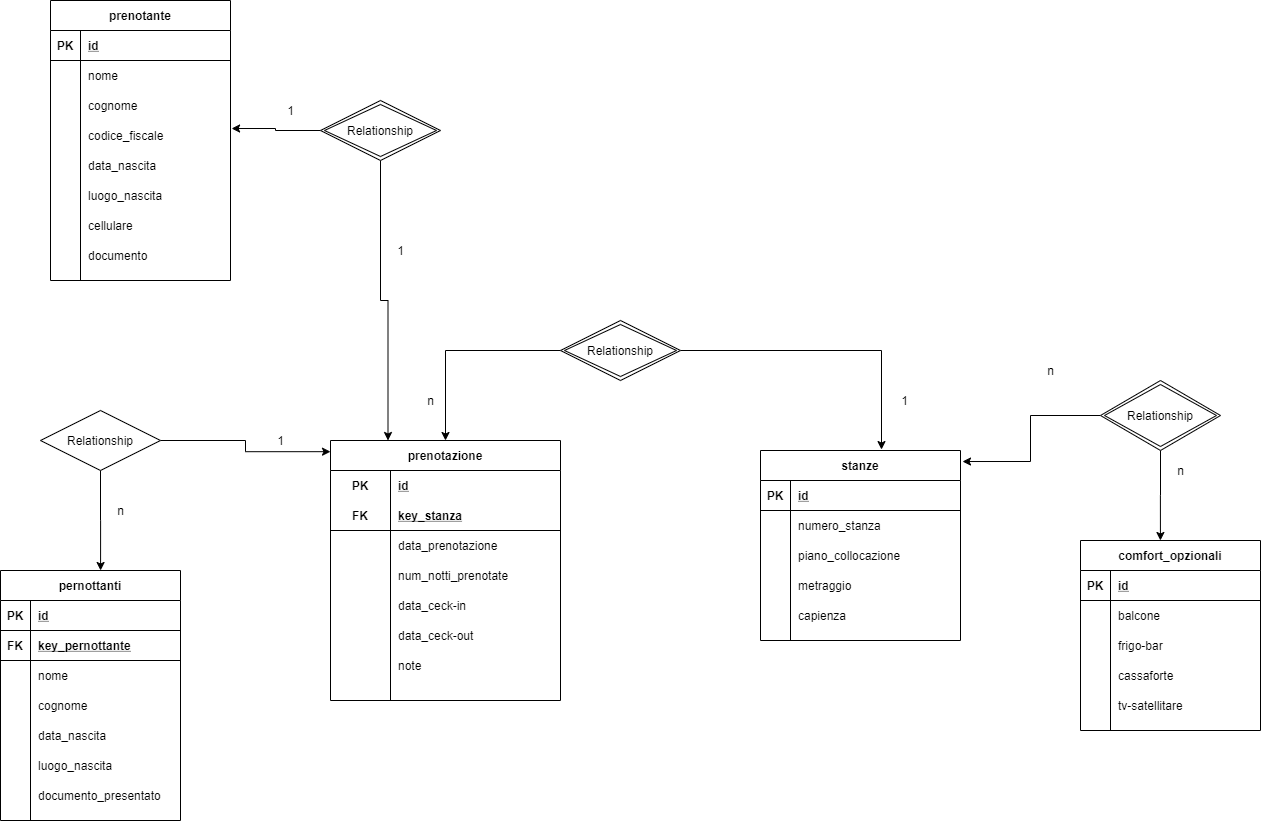 prenotante
PK id
nome
cognome
codice_fiscale
data_nascita
luogo_nascita
cellulare
documento
1
Relationship
1
Relationship
n
1
Relationship
1
n
prenotazione
PK id
FK key_stanza
data_prenotazione
num_notti_prenotate
data_ceck-in
data_ceck-out
note
pernottanti
PK id
FK key_pernottante
nome
cognome
data_nascita
luogo_nascita
documento_presentato
stanze
PK id
numero_stanza
piano_collocazione
metraggio
capienza
n
Relationship
n
comfort_opzionali
PK id
balcone
frigo-bar
cassaforte
tv-satellitare